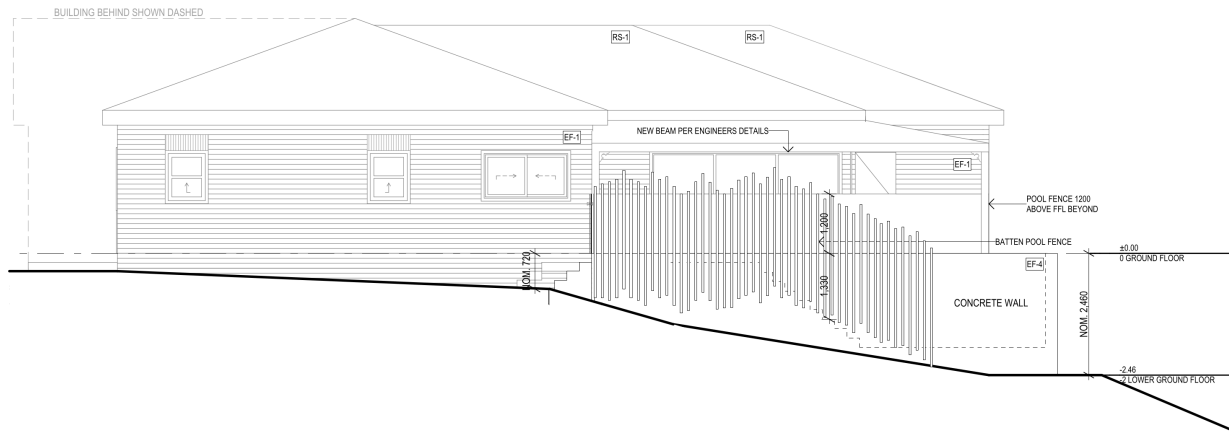 BUILDING BEHIND SHOWN DASHED
RS-1
RS-1
EF-1
NEW BEAM PER ENGINEERS DETAILS
EF-1
POOL FENCE 1200
ABOVE FFL BEYOND
1,200
BATTEN POOL FENCE
±0.00
0 GROUND FLOOR
NOM. 720
EF-4
1,330
CONCRETE WALL
NOM. 2,460
-2.46
-2 LOWER GROUND FLOOR